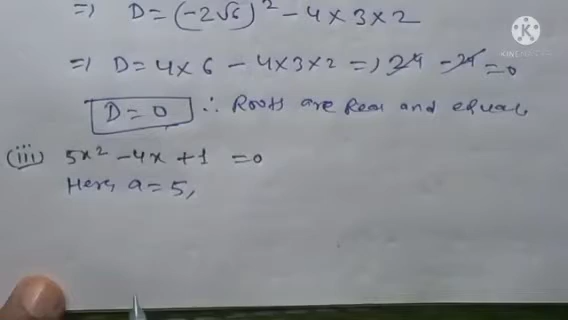 =) D = (-2√6)² - 4×3×2
=) D = 4×6 - 4×3×2 =) 24 - 24 = 0
D = 0 ∴ Roots are Real and equal
(iii) 5x² - 4x + 1 = 0
Here, a = 5,
K
KINEMASTER